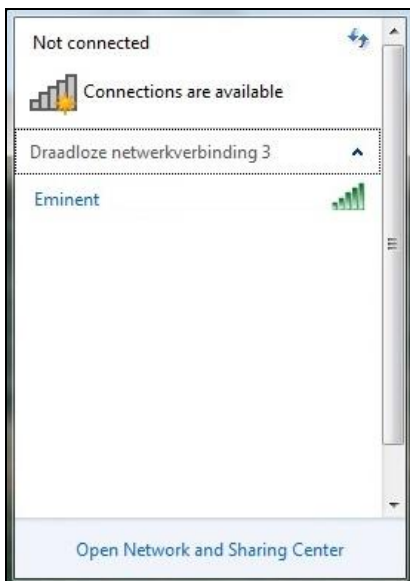 Not connected
Connections are available
Draadloze netwerkverbinding 3
Eminent
Open Network and Sharing Center